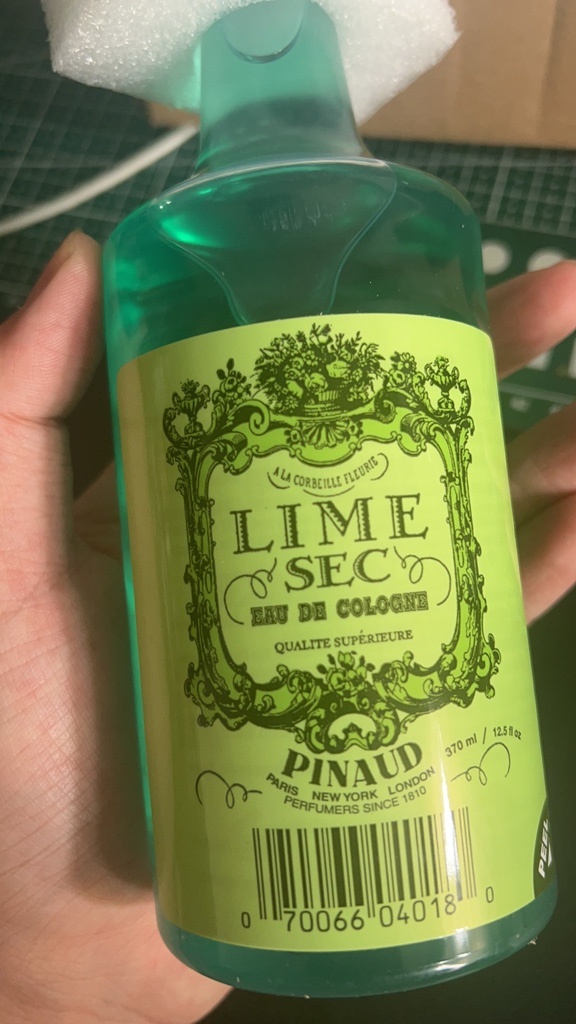 A LA CORBEILLE FLEURIE
LIME
SEC
EAU DE COLOGNE
QUALITE SUPÉRIEURE
PINAUD
370 ml / 12.5 fl oz
PARIS NEW YORK LONDON
PERFUMERS SINCE 1810
0 70066 04018 0